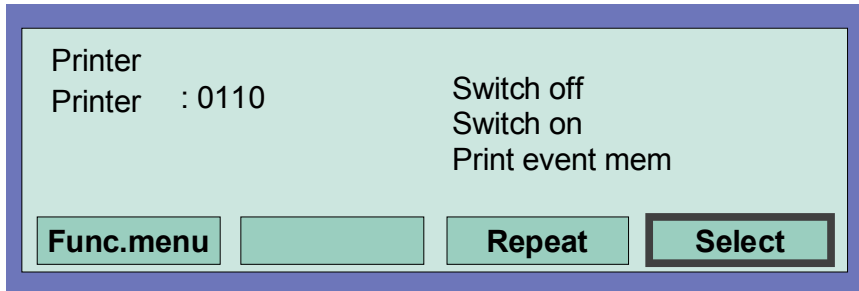 Printer
Printer : 0110
Switch off
Switch on
Print event mem
Func.menu
Repeat
Select